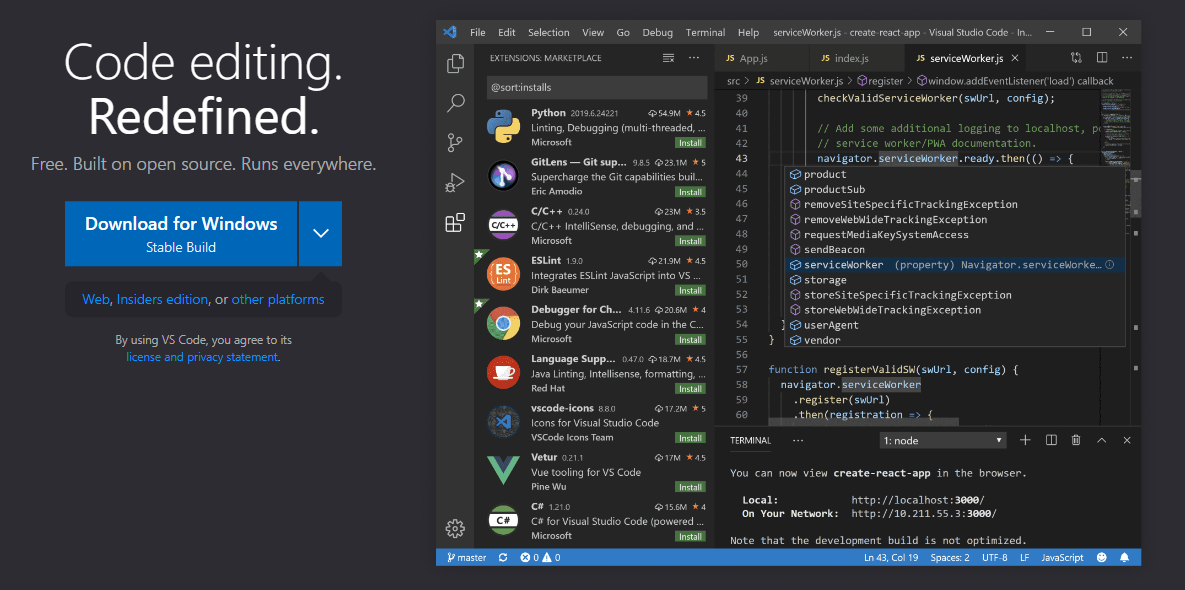 Code editing.
Redefined.
Free. Built on open source. Runs everywhere.
Download for Windows
Stable Build
Web, Insiders edition, or other platforms
By using VS Code, you agree to its
license and privacy statement.
File Edit Selection View Go Debug Terminal Help serviceWorker.js - create-react-app - Visual Studio Code - In...
EXTENSIONS: MARKETPLACE ···
@sort:installs
Python 2019.6.24221 54.9M ★ 4.5
Linting, Debugging (multi-threaded, ...
Microsoft Install
GitLens — Git sup... 9.8.5 23.1M ★ 5
Supercharge the Git capabilities buil...
Eric Amodio Install
C/C++
C/C++ 0.24.0 23M ★ 3.5
C/C++ IntelliSense, debugging, and ...
Microsoft Install
ES
Lint
ESLint 1.9.0 21.9M ★ 4.5
Integrates ESLint JavaScript into VS ...
Dirk Baeumer Install
Debugger for Ch... 4.11.6 20.6M ★ 4
Debug your JavaScript code in the C...
Microsoft Install
Language Supp... 0.47.0 18.7M ★ 4.5
Java Linting, Intellisense, formatting, ...
Red Hat Install
vscode-icons 8.8.0 17.2M ★ 5
Icons for Visual Studio Code
VSCode Icons Team Install
Vetur 0.21.1 17M ★ 4.5
Vue tooling for VS Code
Pine Wu Install
C#
C# 1.21.0 15.6M ★ 4
C# for Visual Studio Code (powered ...
Microsoft Install
JS App.js JS index.js JS serviceWorker.js
src > JS serviceWorker.js > register > window.addEventListener('load') callback
39 checkValidServiceWorker(swUrl, config);
40
41 // Add some additional logging to localhost, po
42 // service worker/PWA documentation.
43 navigator.serviceWorker.ready.then(() => {
44 product
45 productSub
46 removeSiteSpecificTrackingException
47 removeWebWideTrackingException
48 requestMediaKeySystemAccess
49 sendBeacon
50 serviceWorker (property) Navigator.serviceWorke...
51 storage
52 storeSiteSpecificTrackingException
53 storeWebWideTrackingException
54 } userAgent
55 } vendor
56
57 function registerValidSW(swUrl, config) {
58 navigator.serviceWorker
59 .register(swUrl)
60 .then(registration => {
TERMINAL ··· 1: node
You can now view create-react-app in the browser.
Local: http://localhost:3000/
On Your Network: http://10.211.55.3:3000/
Note that the development build is not optimized.
master 0 0 Ln 43, Col 19 Spaces: 2 UTF-8 LF JavaScript